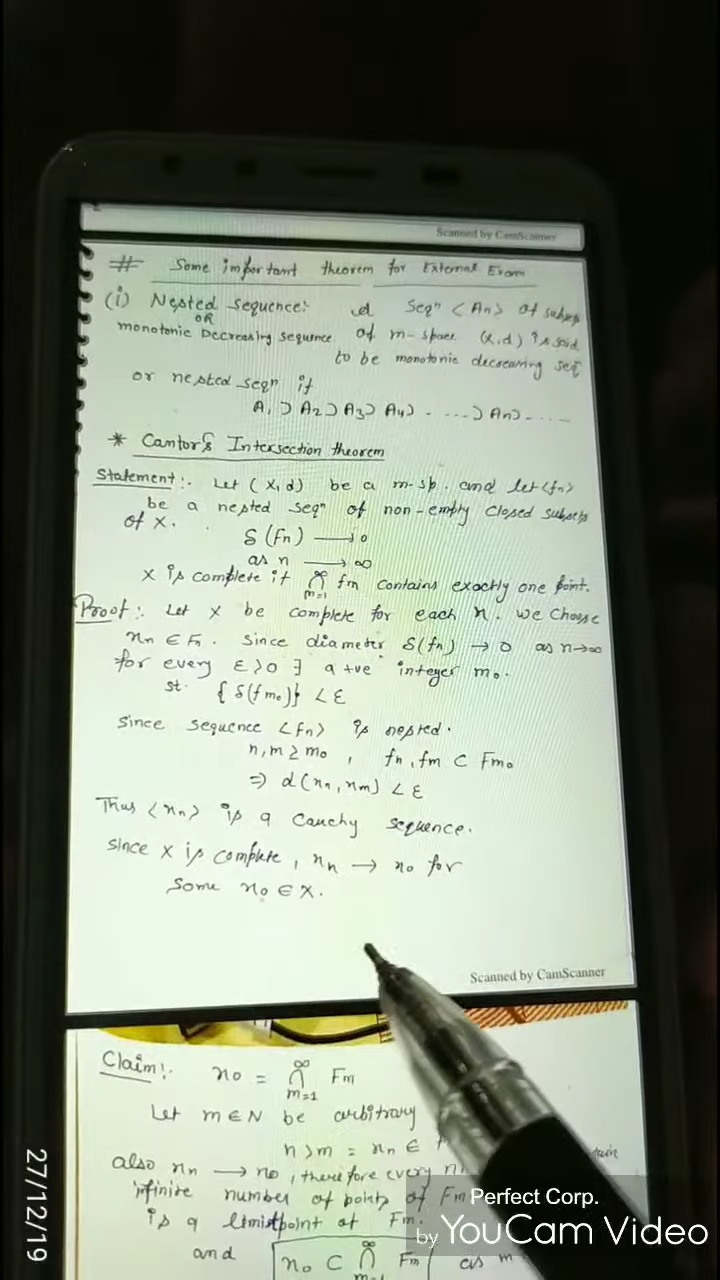 Scanned by CamScanner
# Some important theorem for External Exam
(i) Nested sequence:- A Seqⁿ <An> of subsets
OR
monotonic Decreasing sequence of m-space (X,d) is said
to be monotonic decreasing seqⁿ
or nested seqⁿ if
A₁ ⊃ A₂ ⊃ A₃ ⊃ A₄ ⊃ - ... ⊃ An ⊃ - ...
* Cantor's Intersection theorem
Statement:- Let (X,d) be a m-sp. and let <fn>
be a nested seqⁿ of non-empty closed subsets
of X.
δ(Fn) → 0
as n → ∞
X is complete if ∞∩m=1 fm contains exactly one point.
Proof:- Let X be complete for each n. we choose
xn ∈ Fn. Since diameter δ(fn) → 0 as n→∞
for every ε>0 ∃ a +ve integer m₀.
st. {δ(fm₀)} < ε
since sequence <fn> is nested.
n,m ≥ m₀, fn, fm ⊂ Fm₀
⇒ d(xn, xm) < ε
Thus <xn> is a Cauchy sequence.
since X is complete, xn → x₀ for
some x₀ ∈ X.
Scanned by CamScanner
Claim:- x₀ = ∞∩m=1 Fm
Let m ∈ N be arbitrary
n > m = xn ∈
also xn → x₀, therefore every
infinite number of points of Fm
is a limit point of Fm.
and x₀ ⊂ ∞∩m=1 Fm as m
27/12/19
Perfect Corp.
by YouCam Video